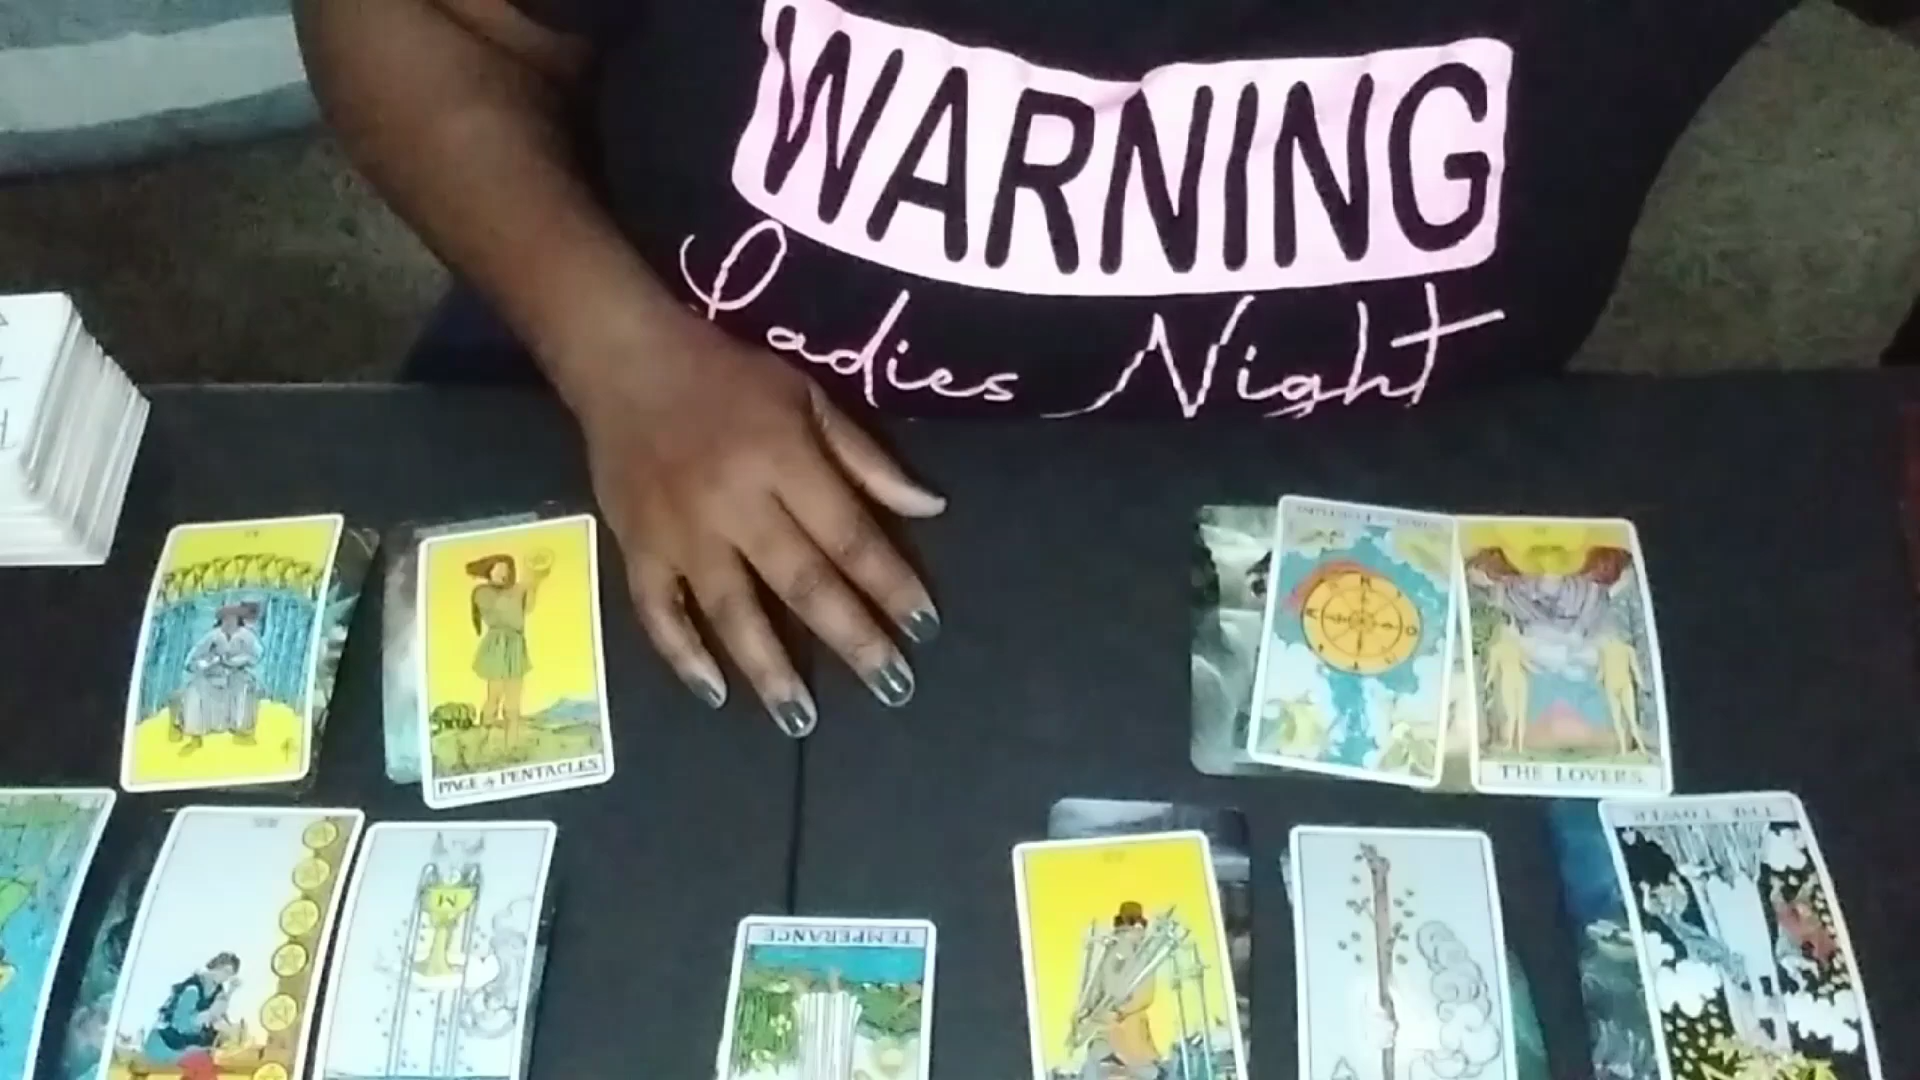 WARNING
Ladies Night
PAGE of PENTACLES.
THE LOVERS.
TEMPERANCE
THE TOWER